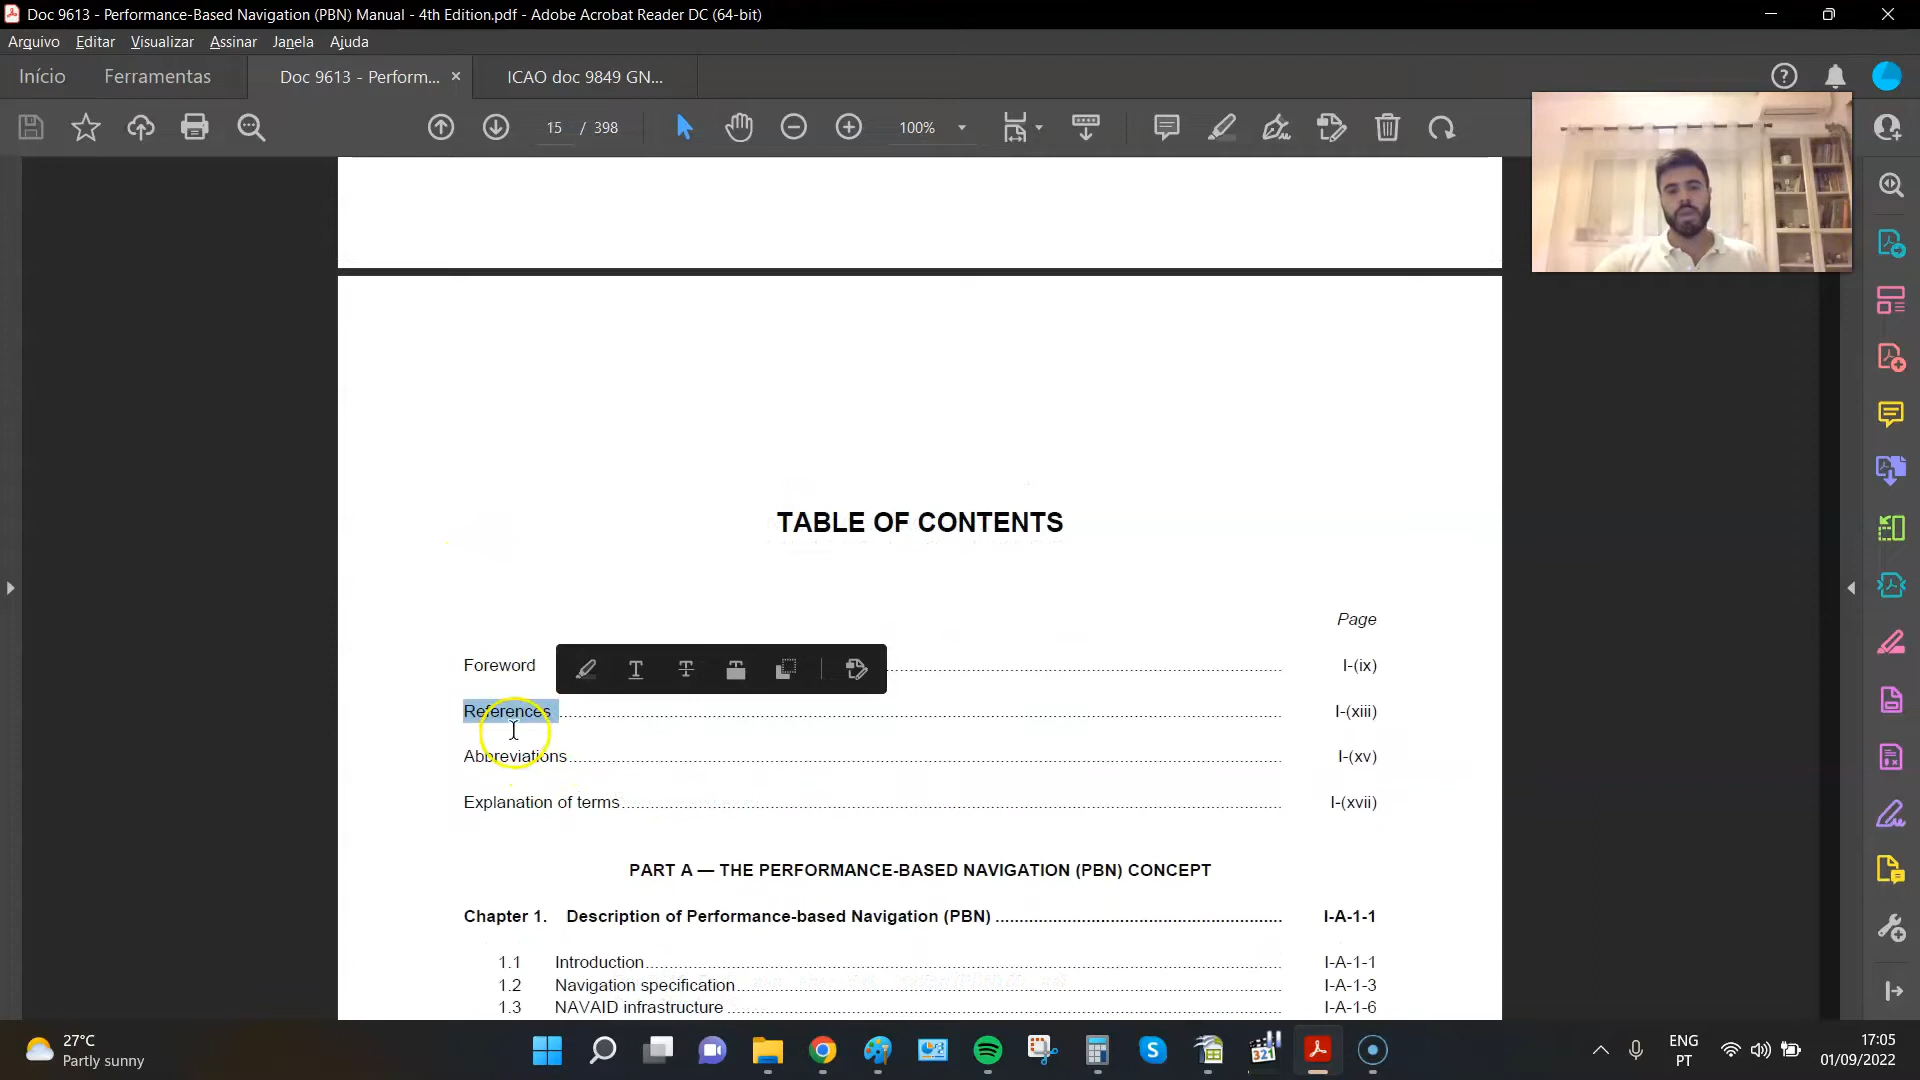 Doc 9613 - Performance-Based Navigation (PBN) Manual - 4th Edition.pdf - Adobe Acrobat Reader DC (64-bit)
Arquivo Editar Visualizar Assinar Janela Ajuda
Início Ferramentas Doc 9613 - Perform... × ICAO doc 9849 GN...
15 / 398 100%
TABLE OF CONTENTS
Page
Foreword I-(ix)
References I-(xiii)
Abbreviations I-(xv)
Explanation of terms I-(xvii)
PART A — THE PERFORMANCE-BASED NAVIGATION (PBN) CONCEPT
Chapter 1. Description of Performance-based Navigation (PBN) I-A-1-1
1.1 Introduction I-A-1-1
1.2 Navigation specification I-A-1-3
1.3 NAVAID infrastructure I-A-1-6
27°C
Partly sunny
321
ENG
PT
17:05
01/09/2022